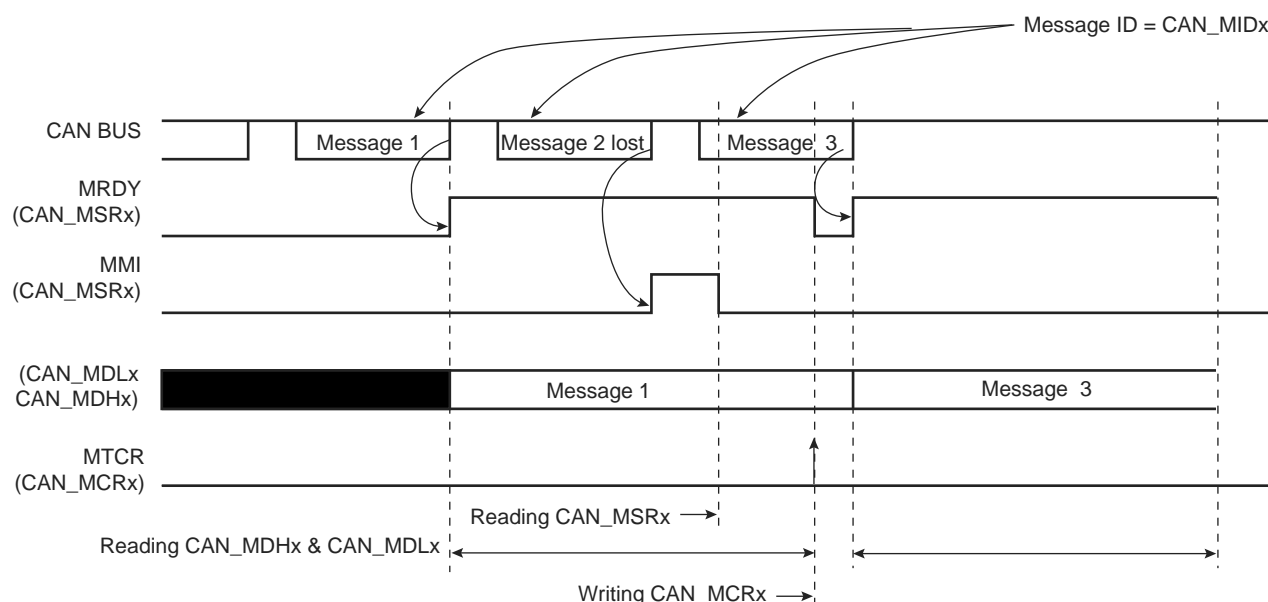 Message ID = CAN_MIDx
CAN BUS
Message 1
Message 2 lost
Message 3
MRDY
(CAN_MSRx)
MMI
(CAN_MSRx)
(CAN_MDLx
CAN_MDHx)
Message 1
Message 3
MTCR
(CAN_MCRx)
Reading CAN_MSRx
Reading CAN_MDHx & CAN_MDLx
Writing CAN_MCRx